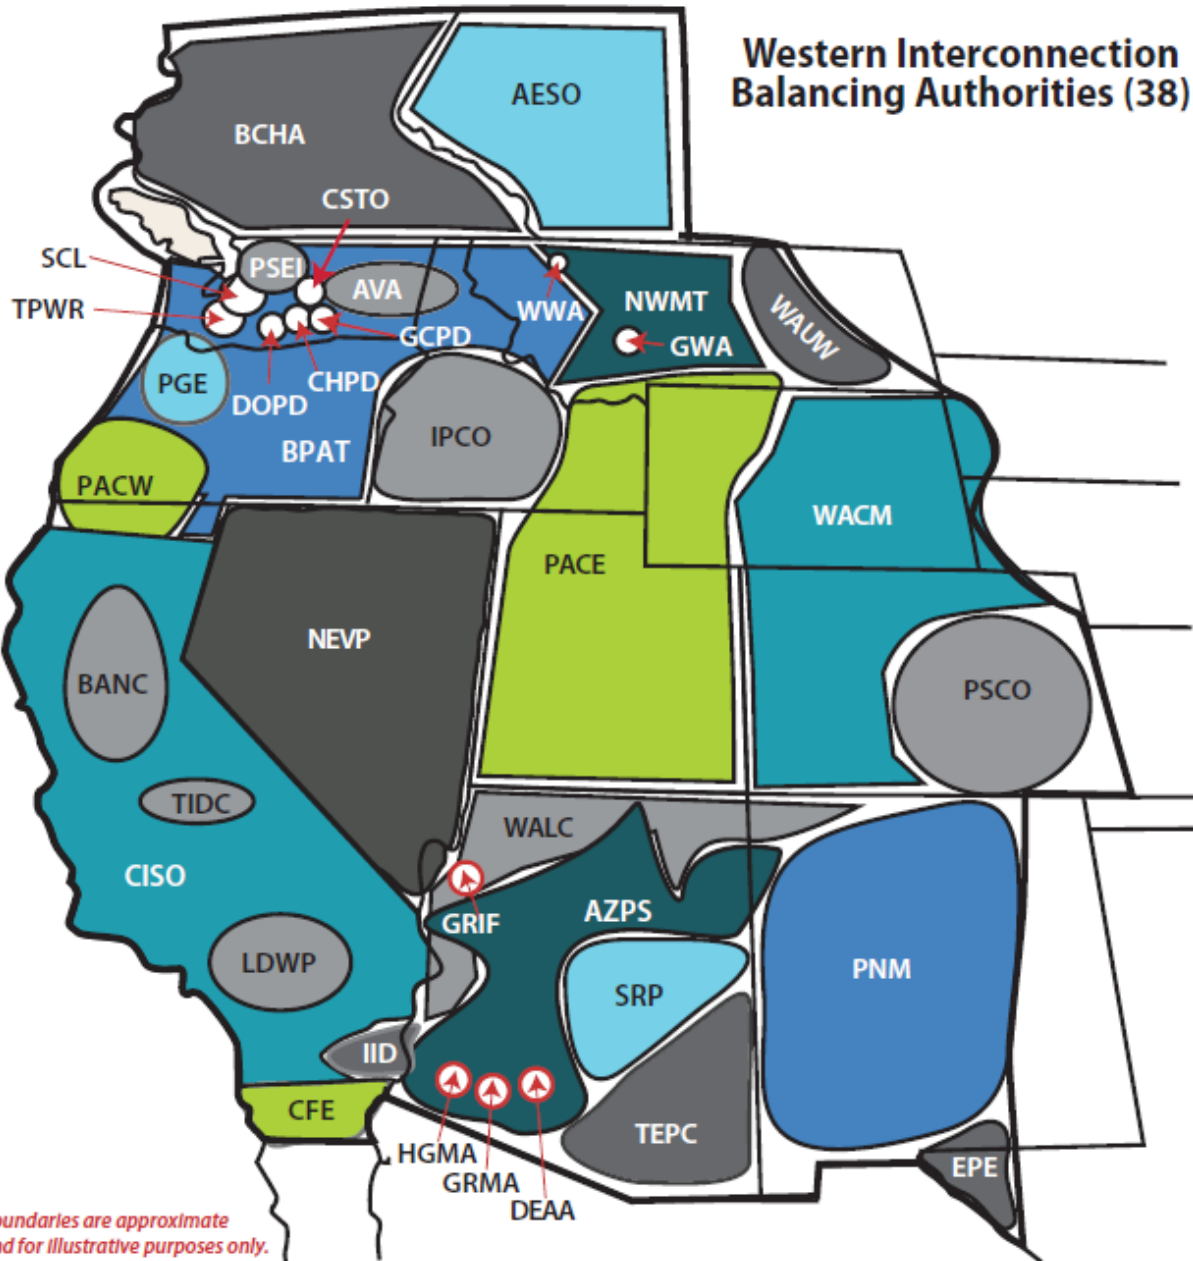 Western Interconnection
Balancing Authorities (38)
AESO
BCHA
CSTO
SCL
PSEI
AVA
TPWR
WWA
NWMT
WAUW
GCPD
GWA
PGE
CHPD
DOPD
BPAT
IPCO
PACW
WACM
PACE
NEVP
BANC
PSCO
TIDC
WALC
CISO
GRIF
AZPS
LDWP
SRP
PNM
IID
CFE
TEPC
HGMA
GRMA
DEAA
EPE
oundaries are approximate
nd for illustrative purposes only.